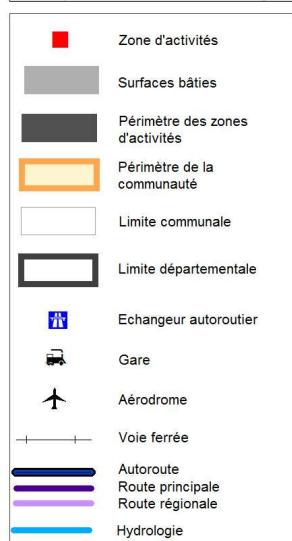 Zone d'activités
Surfaces bâties
Périmètre des zones
d'activités
Périmètre de la
communauté
Limite communale
Limite départementale
Echangeur autoroutier
Gare
Aérodrome
Voie ferrée
Autoroute
Route principale
Route régionale
Hydrologie